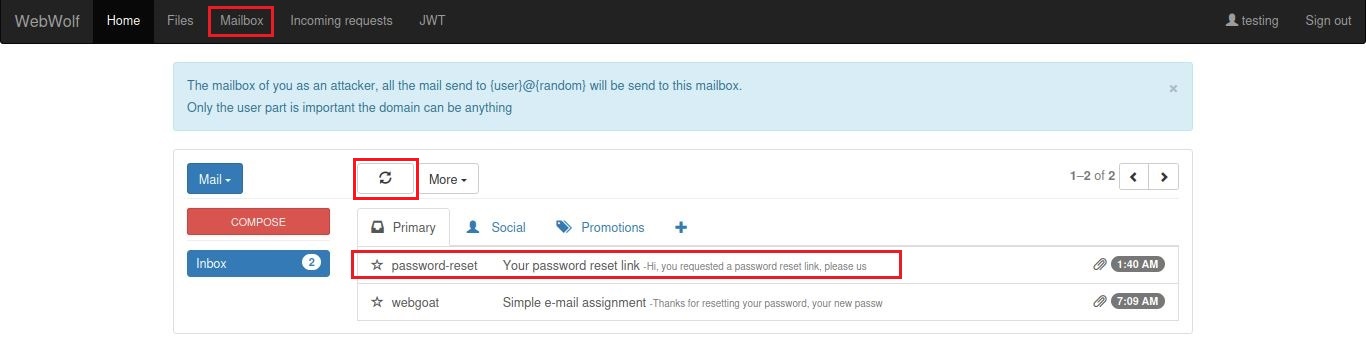 WebWolf Home Files Mailbox Incoming requests JWT testing Sign out
The mailbox of you as an attacker, all the mail send to {user}@{random} will be send to this mailbox. ×
Only the user part is important the domain can be anything
Mail More 1–2 of 2
COMPOSE Primary Social Promotions
Inbox 2 password-reset Your password reset link -Hi, you requested a password reset link, please us 1:40 AM
webgoat Simple e-mail assignment -Thanks for resetting your password, your new passw 7:09 AM